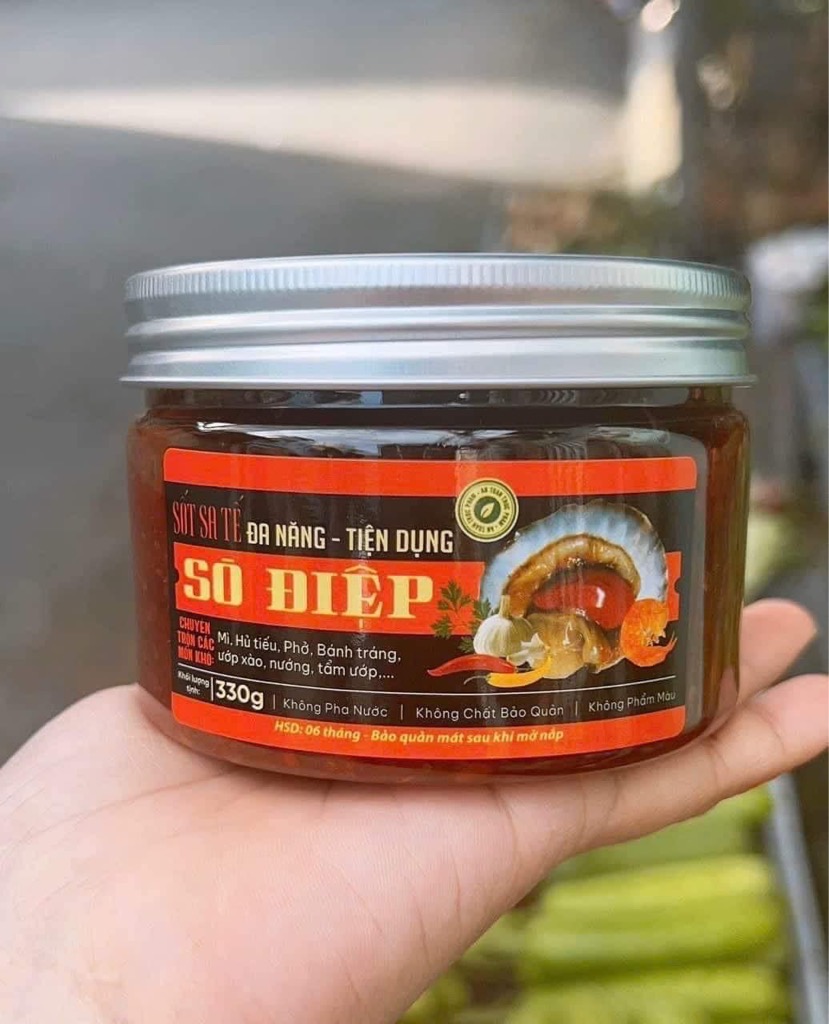 SỐT SA TẾ ĐA NĂNG - TIỆN DỤNG
SÒ ĐIỆP
CHUYÊN
TRỘN CÁC
MÓN KHÔ:
Mì, Hủ tiếu, Phở, Bánh tráng,
ướp xào, nướng, tẩm ướp,...
Khối lượng
tịnh:
330g | Không Pha Nước | Không Chất Bảo Quản | Không Phẩm Màu
HSD: 06 tháng - Bảo quản mát sau khi mở nắp